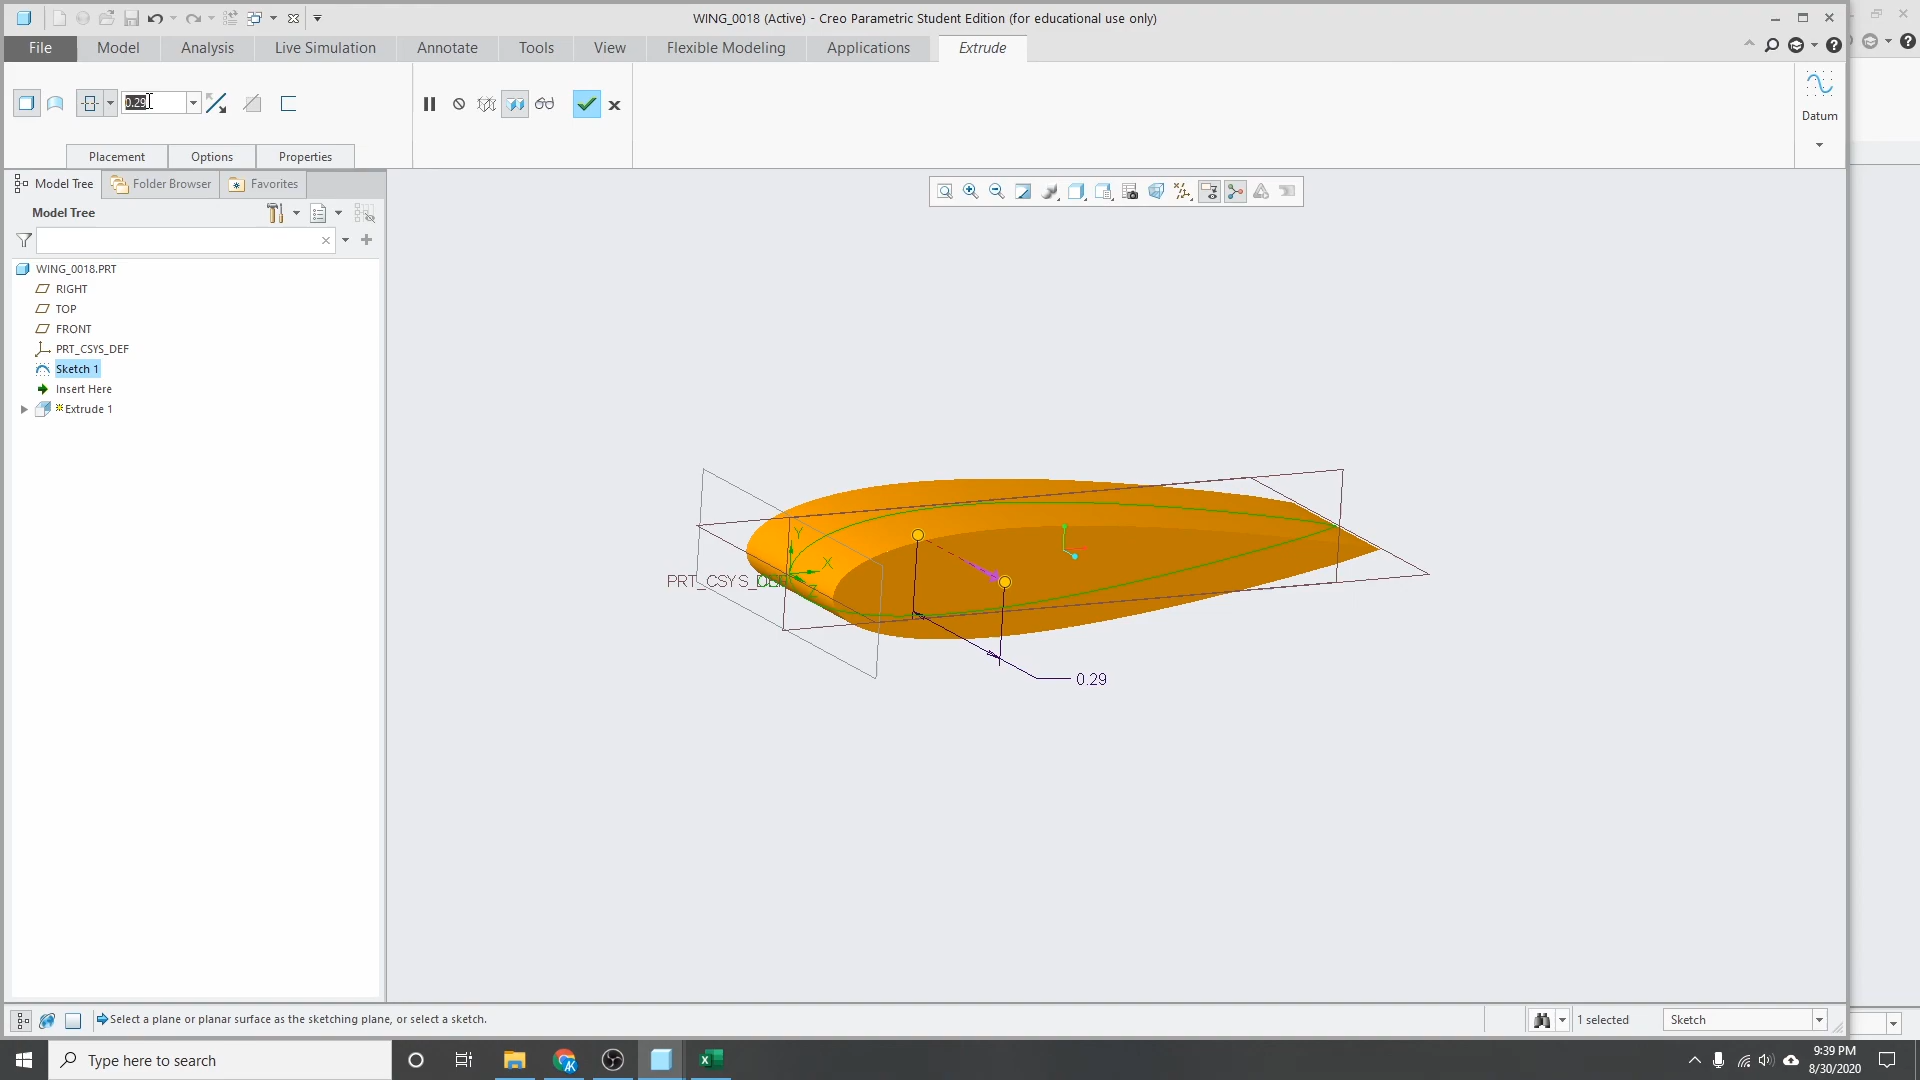 WING_0018 (Active) - Creo Parametric Student Edition (for educational use only)
File Model Analysis Live Simulation Annotate Tools View Flexible Modeling Applications Extrude
0.29
Datum
Placement Options Properties
Model Tree Folder Browser Favorites
Model Tree
WING_0018.PRT
RIGHT
TOP
FRONT
PRT_CSYS_DEF
Sketch 1
Insert Here
Extrude 1
Y
X
Z
PRT_CSYS_DEF
0.29
Select a plane or planar surface as the sketching plane, or select a sketch.
1 selected
Sketch
Type here to search
9:39 PM
8/30/2020